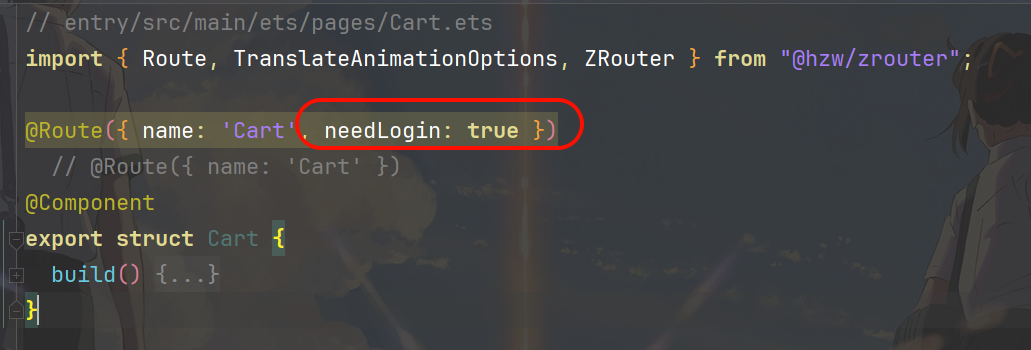 // entry/src/main/ets/pages/Cart.ets
import { Route, TranslateAnimationOptions, ZRouter } from "@hzw/zrouter";
@Route({ name: 'Cart', needLogin: true })
// @Route({ name: 'Cart' })
@Component
export struct Cart {
build() {...}
}